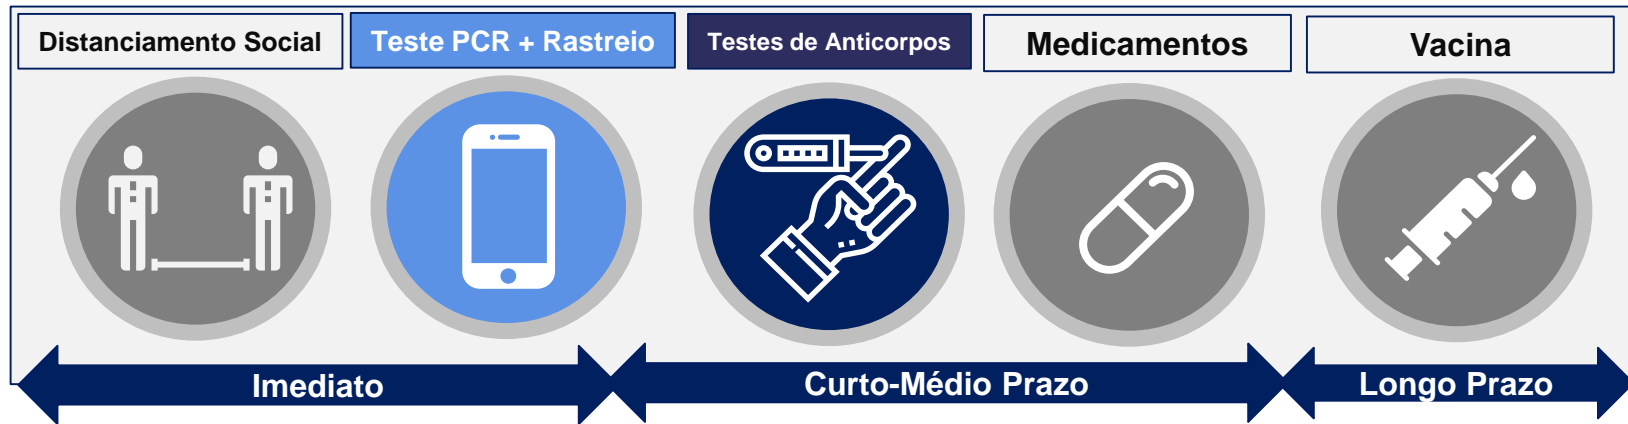 Distanciamento Social
Teste PCR + Rastreio
Testes de Anticorpos
Medicamentos
Vacina
Imediato
Curto-Médio Prazo
Longo Prazo